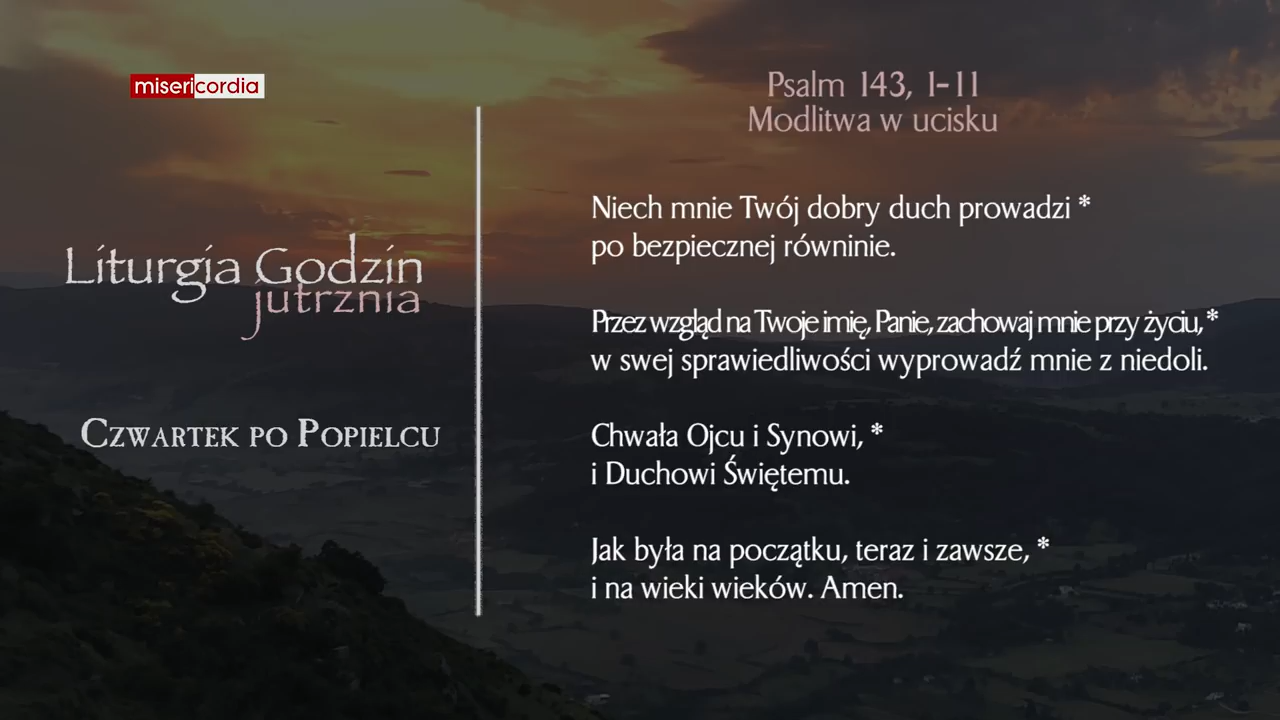 misericordia
Liturgia Godzin
jutrznia
Czwartek po Popielcu
Psalm 143, 1-11
Modlitwa w ucisku
Niech mnie Twój dobry duch prowadzi *
po bezpiecznej równinie.
Przez wzgląd na Twoje imię, Panie, zachowaj mnie przy życiu, *
w swej sprawiedliwości wyprowadź mnie z niedoli.
Chwała Ojcu i Synowi, *
i Duchowi Świętemu.
Jak była na początku, teraz i zawsze, *
i na wieki wieków. Amen.